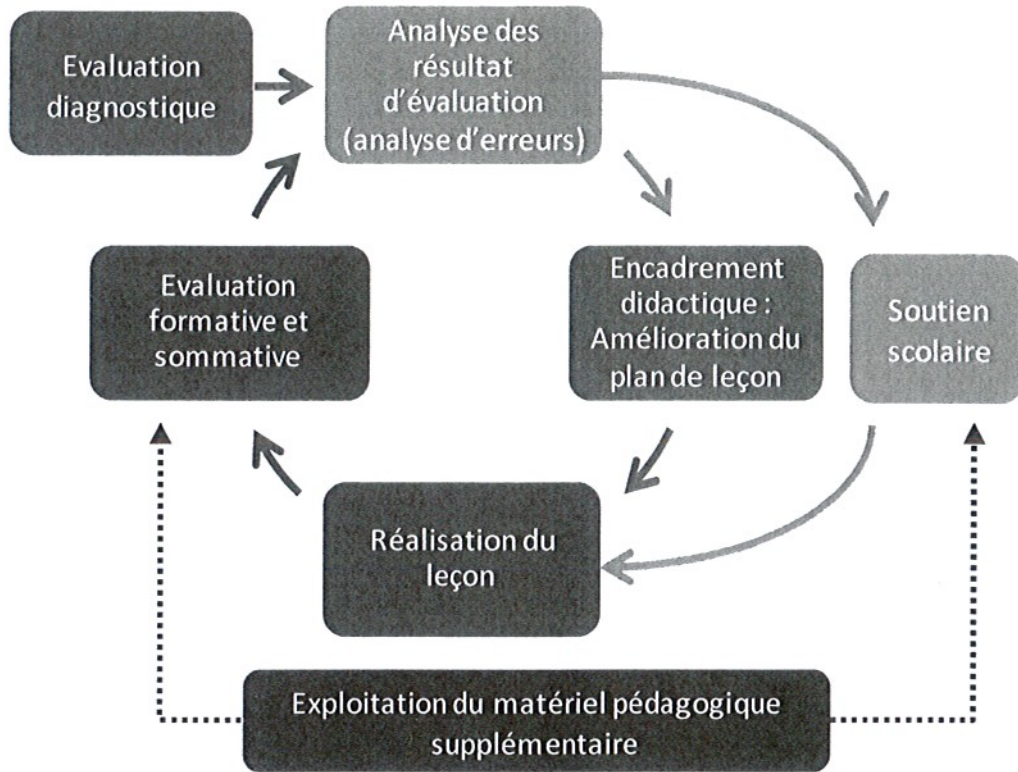 Evaluation
diagnostique
Analyse des
résultat
d'évaluation
(analyse d'erreurs)
Evaluation
formative et
sommative
Encadrement
didactique :
Amélioration du
plan de leçon
Soutien
scolaire
Réalisation du
leçon
Exploitation du matériel pédagogique
supplémentaire